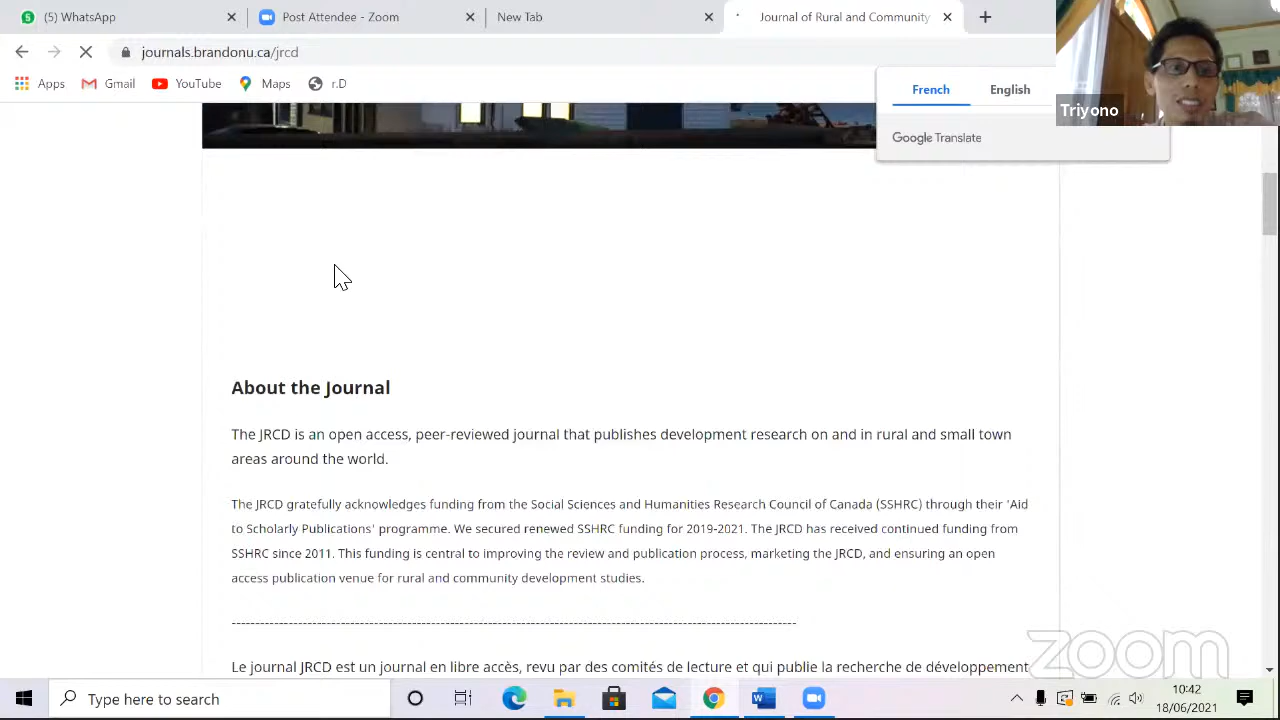 (5) WhatsApp
Post Attendee - Zoom
New Tab
Journal of Rural and Community
journals.brandonu.ca/jrcd
Apps
Gmail
YouTube
Maps
r.D
French
English
Google Translate
Triyono
About the Journal
The JRCD is an open access, peer-reviewed journal that publishes development research on and in rural and small town
areas around the world.
The JRCD gratefully acknowledges funding from the Social Sciences and Humanities Research Council of Canada (SSHRC) through their 'Aid
to Scholarly Publications' programme. We secured renewed SSHRC funding for 2019-2021. The JRCD has received continued funding from
SSHRC since 2011. This funding is central to improving the review and publication process, marketing the JRCD, and ensuring an open
access publication venue for rural and community development studies.
--------------------------------------------------------------------------------------------------------------------
Le journal JRCD est un journal en libre accès, revu par des comités de lecture et qui publie la recherche de développement
zoom
Type here to search
10:42
18/06/2021